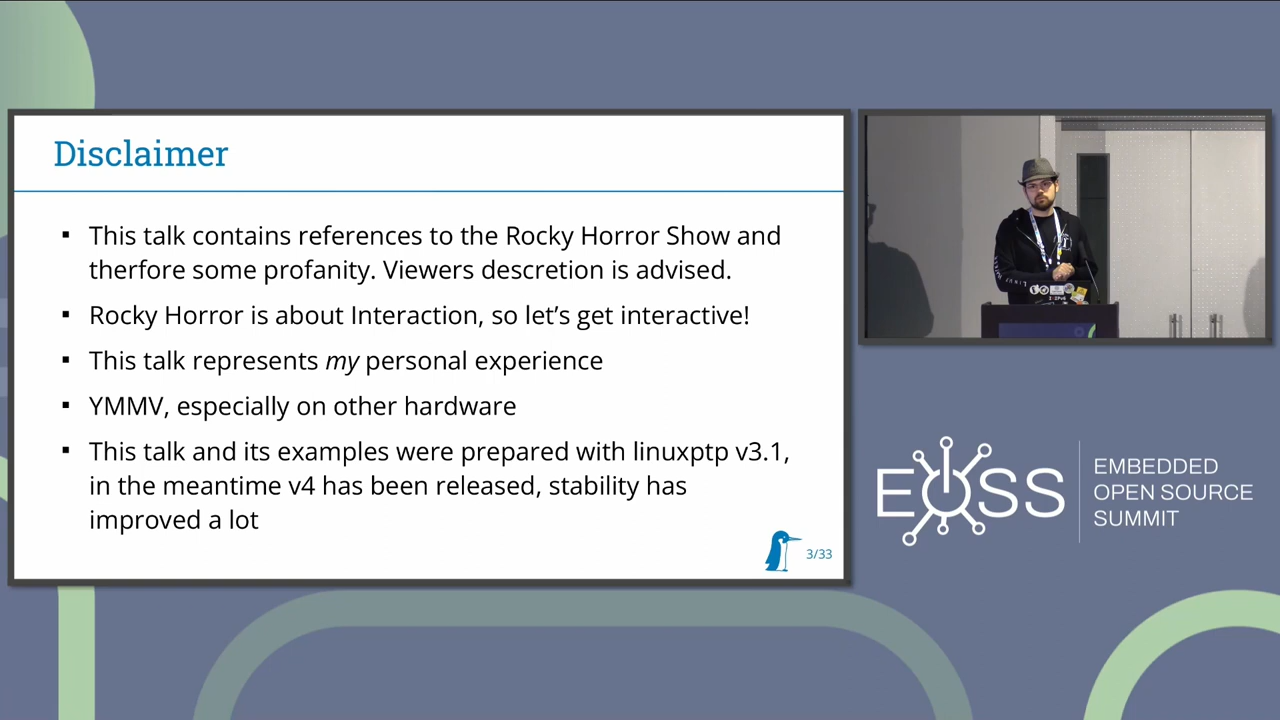 Disclaimer
▪ This talk contains references to the Rocky Horror Show and
therfore some profanity. Viewers descretion is advised.
▪ Rocky Horror is about Interaction, so let’s get interactive!
▪ This talk represents my personal experience
▪ YMMV, especially on other hardware
▪ This talk and its examples were prepared with linuxptp v3.1,
in the meantime v4 has been released, stability has
improved a lot
3/33
EOSS
EMBEDDED
OPEN SOURCE
SUMMIT